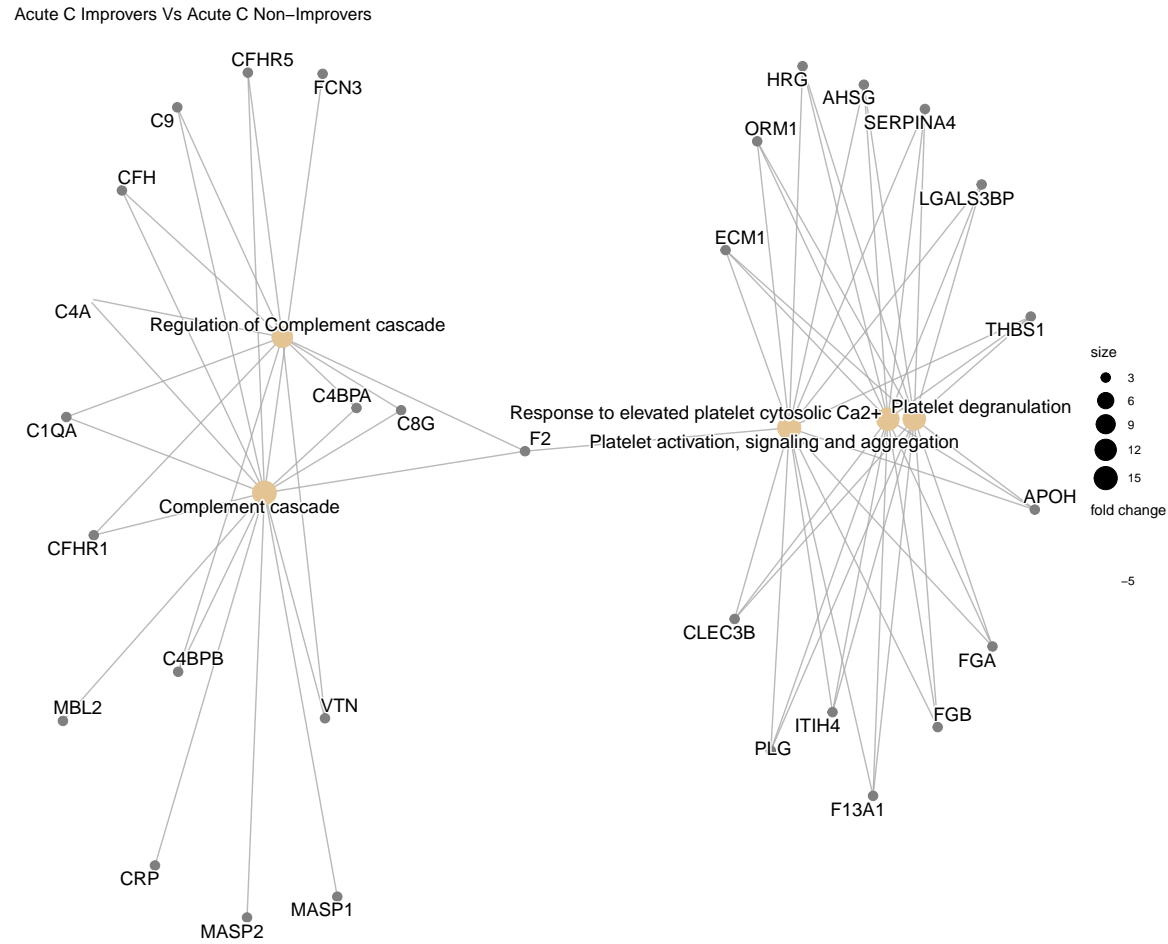 Acute C Improvers Vs Acute C Non−Improvers
CFHR5
FCN3
C9
CFH
C4A
Regulation of Complement cascade
C4BPA
C8G
C1QA
F2
Complement cascade
CFHR1
C4BPB
MBL2
VTN
CRP
MASP1
MASP2
HRG
AHSG
SERPINA4
ORM1
LGALS3BP
ECM1
THBS1
Response to elevated platelet cytosolic Ca2+
Platelet degranulation
Platelet activation, signaling and aggregation
APOH
CLEC3B
FGA
ITIH4
FGB
PLG
F13A1
size
3
6
9
12
15
fold change
−5